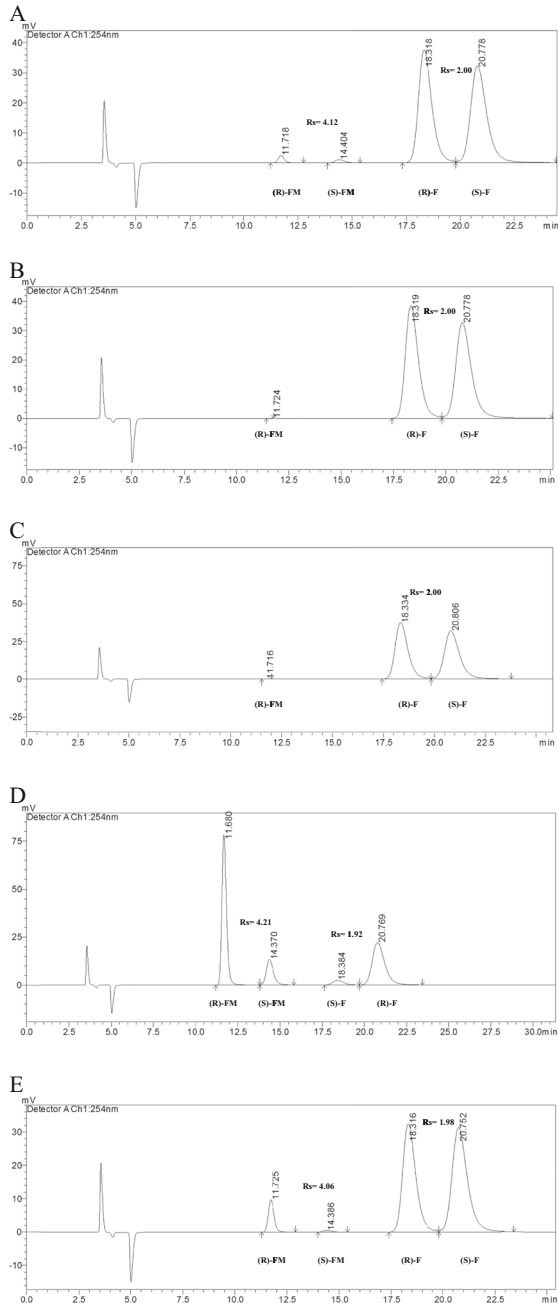 A
mV
Detector A Ch1:254nm
40
30
20
10
0
-10
18.318
20.778
Rs= 2.00
Rs= 4.12
11.718
14.404
(R)-FM
(S)-FM
(R)-F
(S)-F
0.0 2.5 5.0 7.5 10.0 12.5 15.0 17.5 20.0 22.5 min
B
mV
Detector A Ch1:254nm
40
30
20
10
0
-10
18.319
20.778
Rs= 2.00
11.724
(R)-FM
(R)-F
(S)-F
0.0 2.5 5.0 7.5 10.0 12.5 15.0 17.5 20.0 22.5 min
C
mV
Detector A Ch1:254nm
75
50
25
0
-25
18.334
20.806
Rs= 2.00
11.716
(R)-FM
(R)-F
(S)-F
0.0 2.5 5.0 7.5 10.0 12.5 15.0 17.5 20.0 22.5 min
D
mV
Detector A Ch1:254nm
75
50
25
0
11.680
Rs= 4.21
14.370
Rs= 1.92
18.384
20.769
(R)-FM
(S)-FM
(S)-F
(R)-F
0.0 2.5 5.0 7.5 10.0 12.5 15.0 17.5 20.0 22.5 25.0 27.5 30.0 min
E
mV
Detector A Ch1:254nm
30
20
10
0
-10
18.316
Rs= 1.98
20.752
11.725
Rs= 4.06
14.386
(R)-FM
(S)-FM
(R)-F
(S)-F
0.0 2.5 5.0 7.5 10.0 12.5 15.0 17.5 20.0 22.5 min